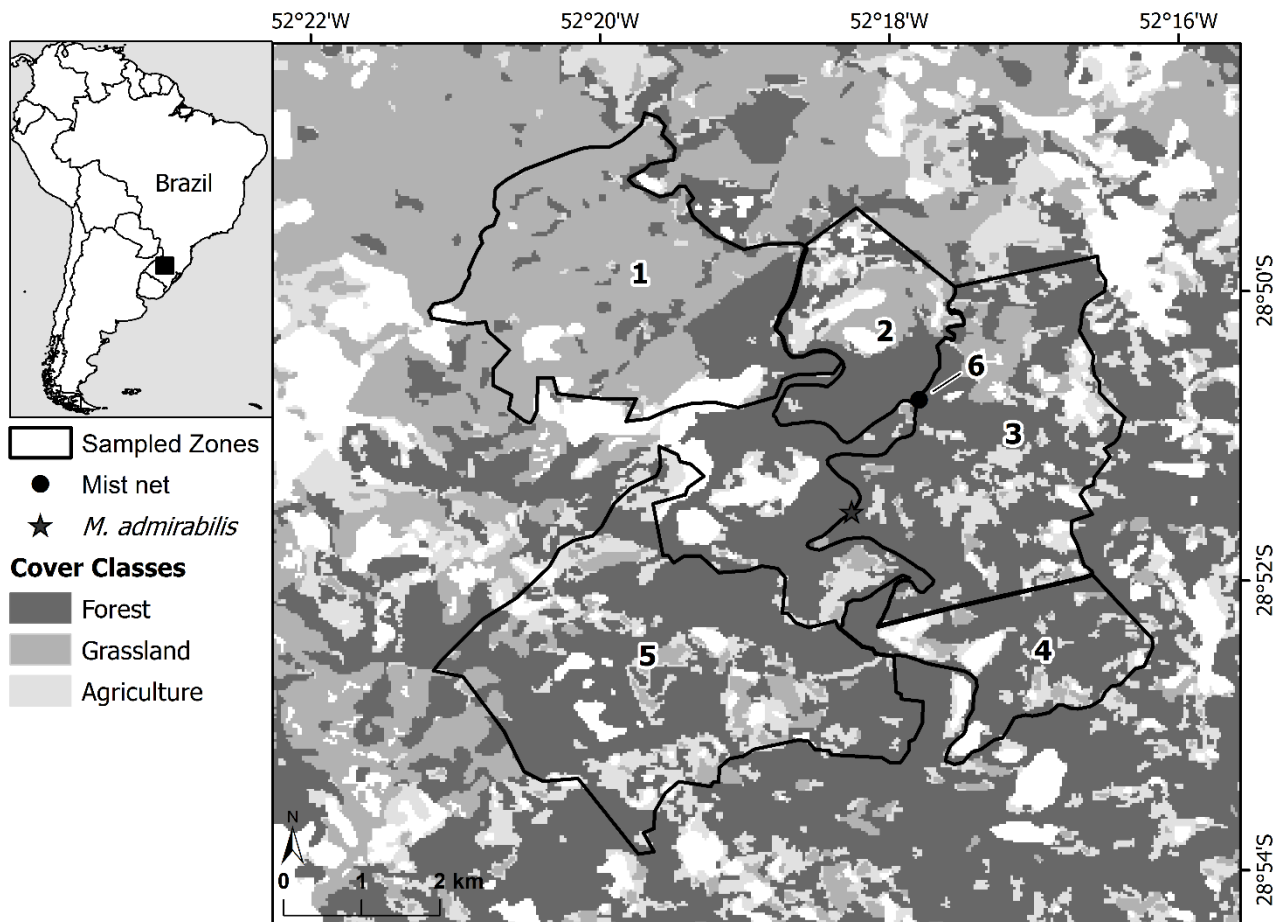 52°22'W 52°20'W 52°18'W 52°16'W
Brazil
Sampled Zones
Mist net
M. admirabilis
Cover Classes
Forest
Grassland
Agriculture
1
2
6
3
5
4
28°50'S
28°52'S
28°54'S
N
0 1 2 km